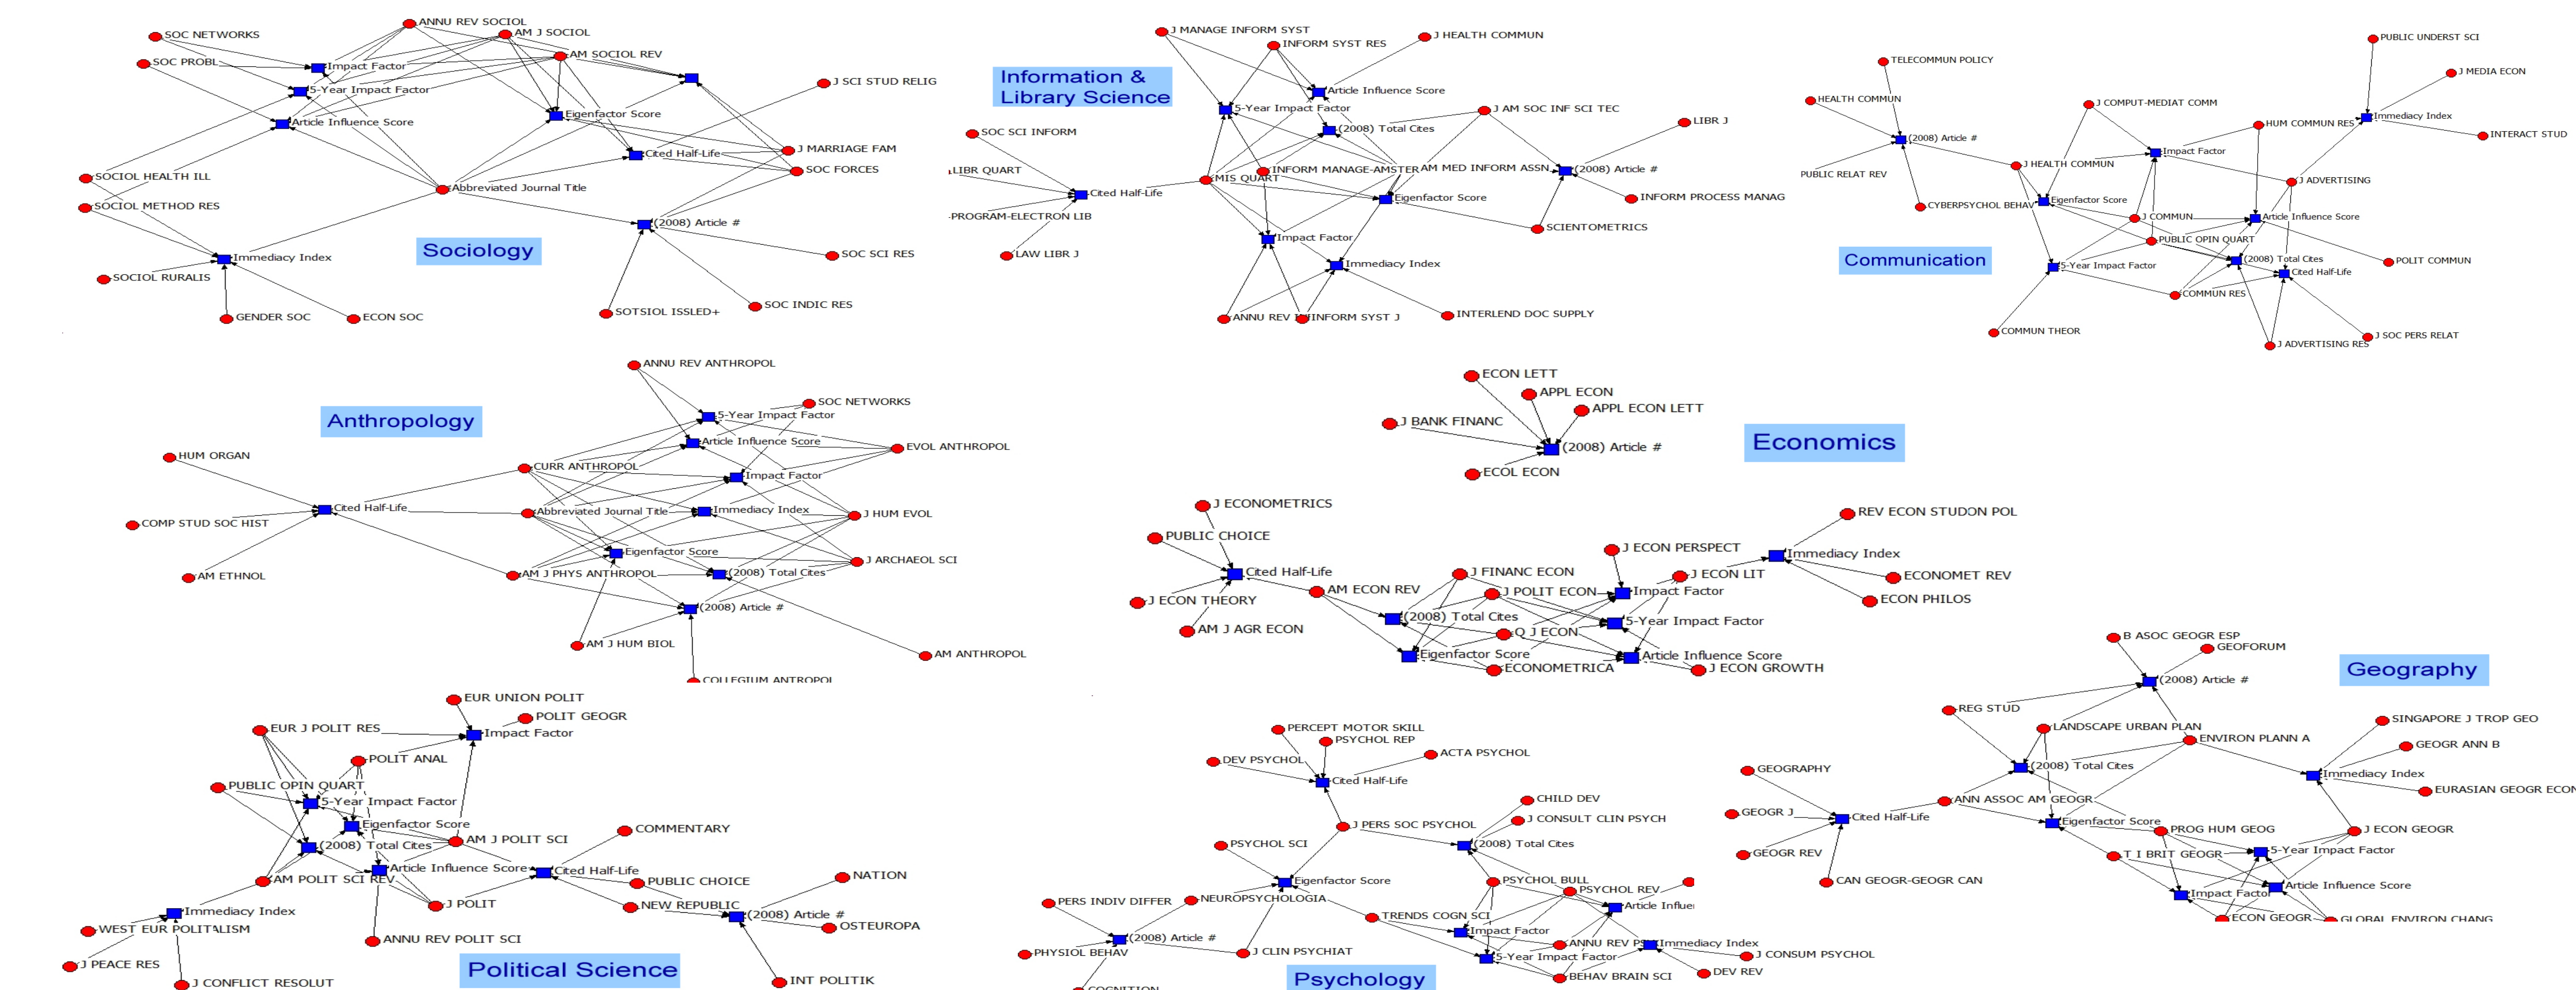 ANNU REV SOCIOL
AM J SOCIOL
SOC NETWORKS
AM SOCIOL REV
SOC PROBL
Impact Factor
J SCI STUD RELIG
5-Year Impact Factor
Eigenfactor Score
Article Influence Score
J MARRIAGE FAM
Cited Half-Life
SOC FORCES
SOCIOL HEALTH ILL
Abbreviated Journal Title
SOCIOL METHOD RES
(2008) Article #
Sociology
SOC SCI RES
Immediacy Index
SOCIOL RURALIS
SOC INDIC RES
SOTSIOL ISSLED+
GENDER SOC
ECON SOC
J MANAGE INFORM SYST
J HEALTH COMMUN
INFORM SYST RES
Information &
Library Science
Article Influence Score
5-Year Impact Factor
J AM SOC INF SCI TEC
LIBR J
(2008) Total Cites
SOC SCI INFORM
LIBR QUART
INFORM MANAGE-AMSTER
AM MED INFORM ASSN
(2008) Article #
MIS QUART
Cited Half-Life
Eigenfactor Score
INFORM PROCESS MANAG
PROGRAM-ELECTRON LIB
SCIENTOMETRICS
Impact Factor
LAW LIBR J
Immediacy Index
ANNU REV
INFORM SYST J
INTERLEND DOC SUPPLY
PUBLIC UNDERST SCI
TELECOMMUN POLICY
J MEDIA ECON
HEALTH COMMUN
J COMPUT-MEDIAT COMM
Immediacy Index
HUM COMMUN RES
INTERACT STUD
(2008) Article #
Impact Factor
J HEALTH COMMUN
PUBLIC RELAT REV
J ADVERTISING
CYBERPSYCHOL BEHAV
Eigenfactor Score
J COMMUN
Article Influence Score
PUBLIC OPIN QUART
Communication
(2008) Total Cites
POLIT COMMUN
5-Year Impact Factor
Cited Half-Life
COMMUN RES
COMMUN THEOR
J SOC PERS RELAT
J ADVERTISING RES
ANNU REV ANTHROPOL
Anthropology
SOC NETWORKS
5-Year Impact Factor
Article Influence Score
EVOL ANTHROPOL
HUM ORGAN
CURR ANTHROPOL
Impact Factor
Cited Half-Life
Abbreviated Journal Title
Immediacy Index
J HUM EVOL
COMP STUD SOC HIST
Eigenfactor Score
J ARCHAEOL SCI
AM ETHNOL
AM J PHYS ANTHROPOL
(2008) Total Cites
(2008) Article #
AM J HUM BIOL
AM ANTHROPOL
COLLEGIUM ANTROPOL
ECON LETT
APPL ECON
APPL ECON LETT
J BANK FINANC
Economics
(2008) Article #
ECOL ECON
J ECONOMETRICS
REV ECON STUD
ON POL
PUBLIC CHOICE
J ECON PERSPECT
Immediacy Index
Cited Half-Life
J FINANC ECON
J ECON LIT
ECONOMET REV
AM ECON REV
J POLIT ECON
Impact Factor
J ECON THEORY
ECON PHILOS
(2008) Total Cites
5-Year Impact Factor
AM J AGR ECON
Q J ECON
Eigenfactor Score
Article Influence Score
ECONOMETRICA
J ECON GROWTH
B ASOC GEOGR ESP
GEOFORUM
Geography
(2008) Article #
REG STUD
SINGAPORE J TROP GEO
LANDSCAPE URBAN PLAN
ENVIRON PLANN A
GEOGR ANN B
GEOGRAPHY
(2008) Total Cites
Immediacy Index
EURASIAN GEOGR ECON
ANN ASSOC AM GEOGR
GEOGR J
Cited Half-Life
Eigenfactor Score
PROG HUM GEOG
J ECON GEOGR
GEOGR REV
T I BRIT GEOGR
5-Year Impact Factor
CAN GEOGR-GEOGR CAN
Impact Factor
Article Influence Score
ECON GEOGR
GLOBAL ENVIRON CHANG
EUR UNION POLIT
POLIT GEOGR
EUR J POLIT RES
Impact Factor
POLIT ANAL
PUBLIC OPIN QUART
5-Year Impact Factor
Eigenfactor Score
COMMENTARY
(2008) Total Cites
AM J POLIT SCI
Article Influence Score
Cited Half-Life
NATION
AM POLIT SCI REV
PUBLIC CHOICE
J POLIT
NEW REPUBLIC
Immediacy Index
(2008) Article #
OSTEUROPA
WEST EUR POLIT
ALISM
ANNU REV POLIT SCI
J PEACE RES
Political Science
J CONFLICT RESOLUT
INT POLITIK
PERCEPT MOTOR SKILL
PSYCHOL REP
ACTA PSYCHOL
DEV PSYCHOL
Cited Half-Life
CHILD DEV
J PERS SOC PSYCHOL
J CONSULT CLIN PSYCH
PSYCHOL SCI
(2008) Total Cites
Eigenfactor Score
PSYCHOL BULL
PSYCHOL REV
PERS INDIV DIFFER
NEUROPSYCHOLOGIA
Article Influe
TRENDS COGN SCI
(2008) Article #
Impact Factor
ANNU REV PS
Immediacy Index
PHYSIOL BEHAV
J CLIN PSYCHIAT
5-Year Impact Factor
J CONSUM PSYCHOL
Psychology
BEHAV BRAIN SCI
DEV REV
COGNITION